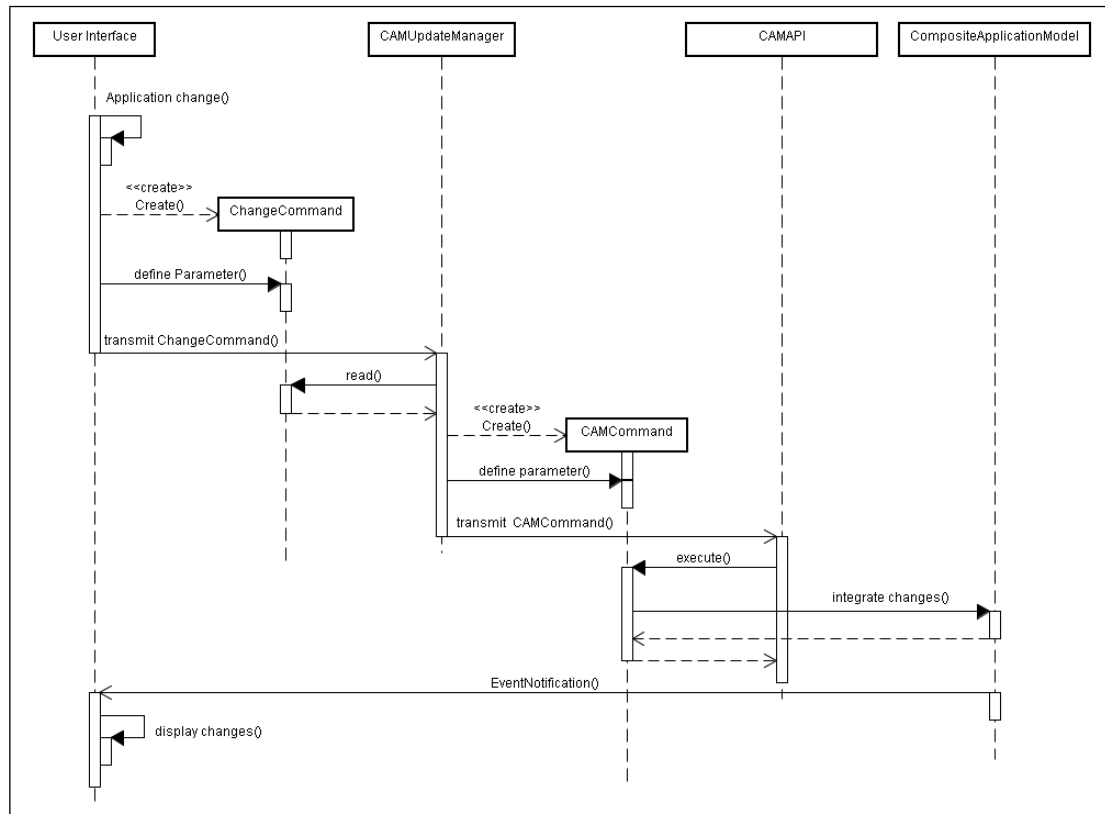 User Interface
CAMUpdateManager
CAMAPI
CompositeApplicationModel
Application change()
<<create>>
Create()
ChangeCommand
define Parameter()
transmit ChangeCommand()
read()
<<create>>
Create()
CAMCommand
define parameter()
transmit CAMCommand()
execute()
integrate changes()
EventNotification()
display changes()